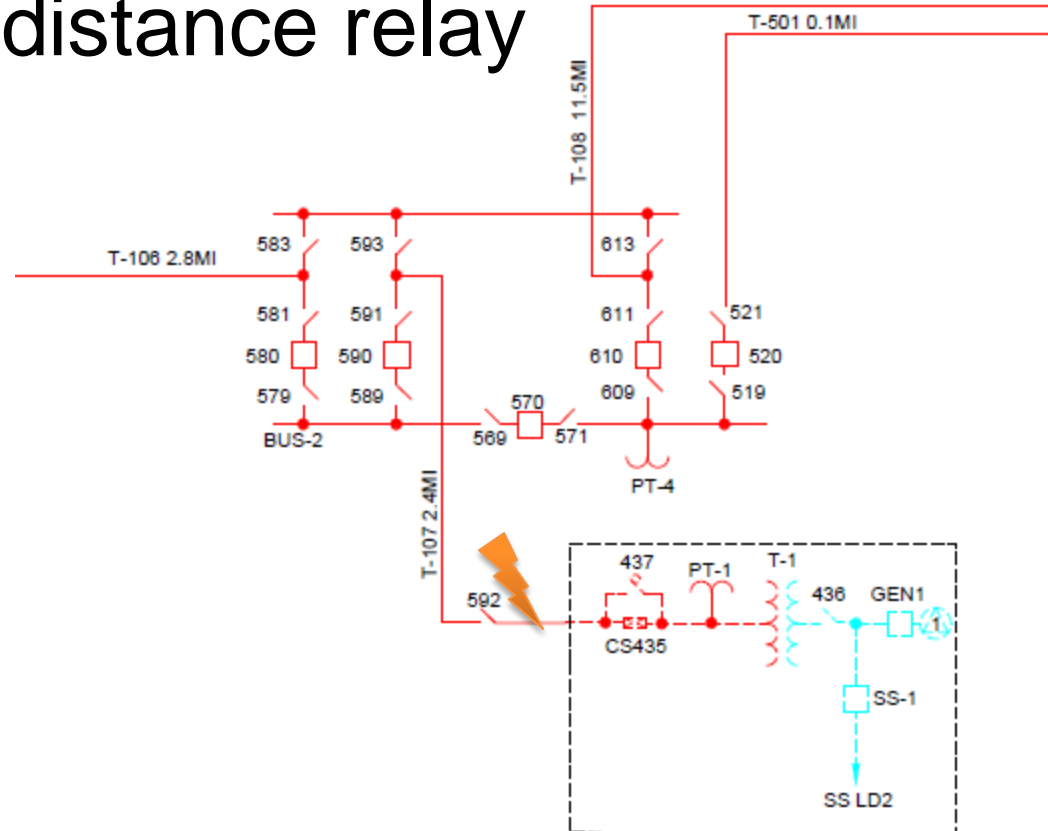 distance relay
T-501 0.1MI
T-108 11.5MI
583
593
613
T-106 2.8MI
581
591
611
521
580
590
610
520
579
589
609
519
570
569
571
BUS-2
PT-4
T-107 2.4MI
592
437
PT-1
T-1
436
GEN1
1
CS435
SS-1
SS LD2